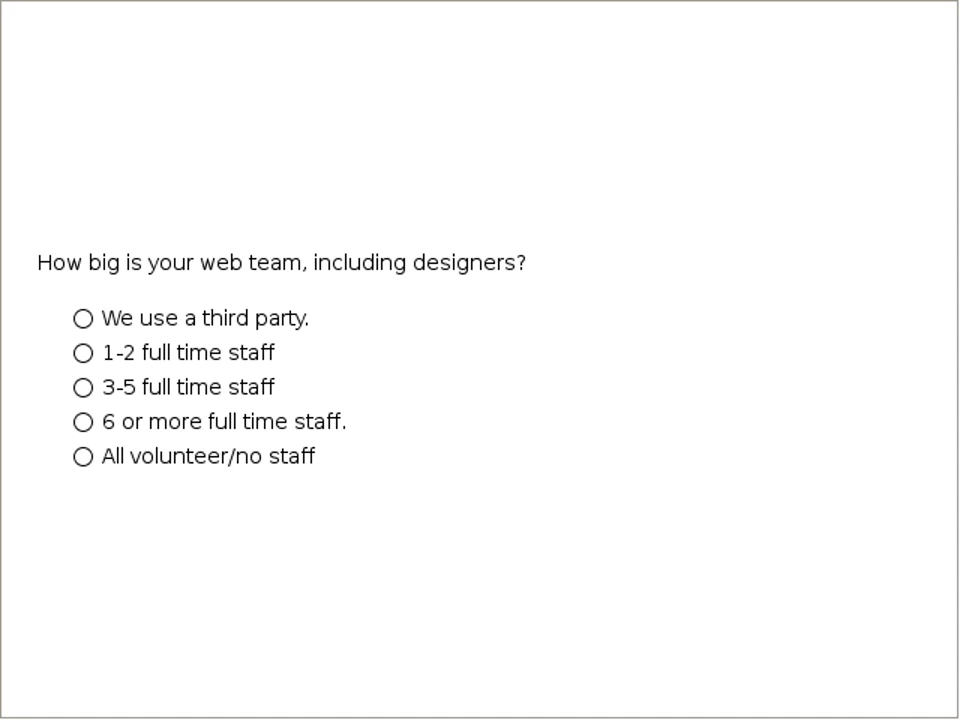 How big is your web team, including designers?
We use a third party.
1-2 full time staff
3-5 full time staff
6 or more full time staff.
All volunteer/no staff